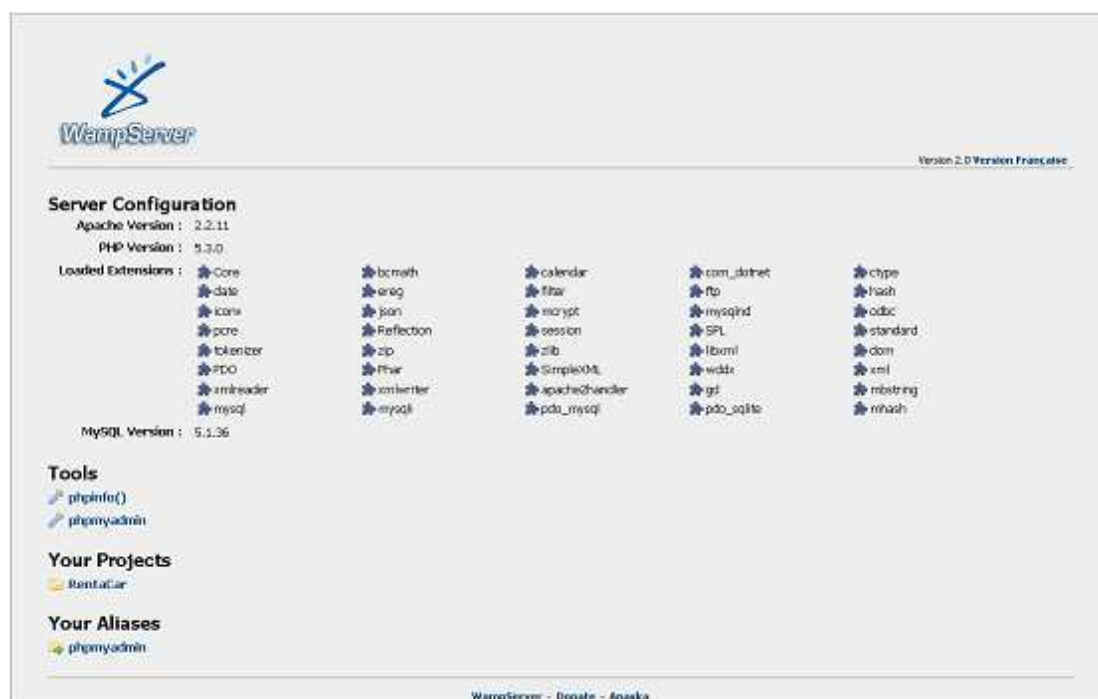 WampServer
Version 2.0 Version Française
Server Configuration
Apache Version : 2.2.11
PHP Version : 5.3.0
Loaded Extensions : Core bcmath calendar com_dotnet ctype
date ereg filter ftp hash
iconv json mcrypt mysqlnd odbc
pcre Reflection session SPL standard
tokenizer zip zlib libxml dom
PDO Phar SimpleXML wddx xml
xmlreader xmlwriter apache2handler gd mbstring
mysql mysqli pdo_mysql pdo_sqlite mhash
MySQL Version : 5.1.36
Tools
phpinfo()
phpmyadmin
Your Projects
RentaCar
Your Aliases
phpmyadmin
WampServer - Donate - Anaska